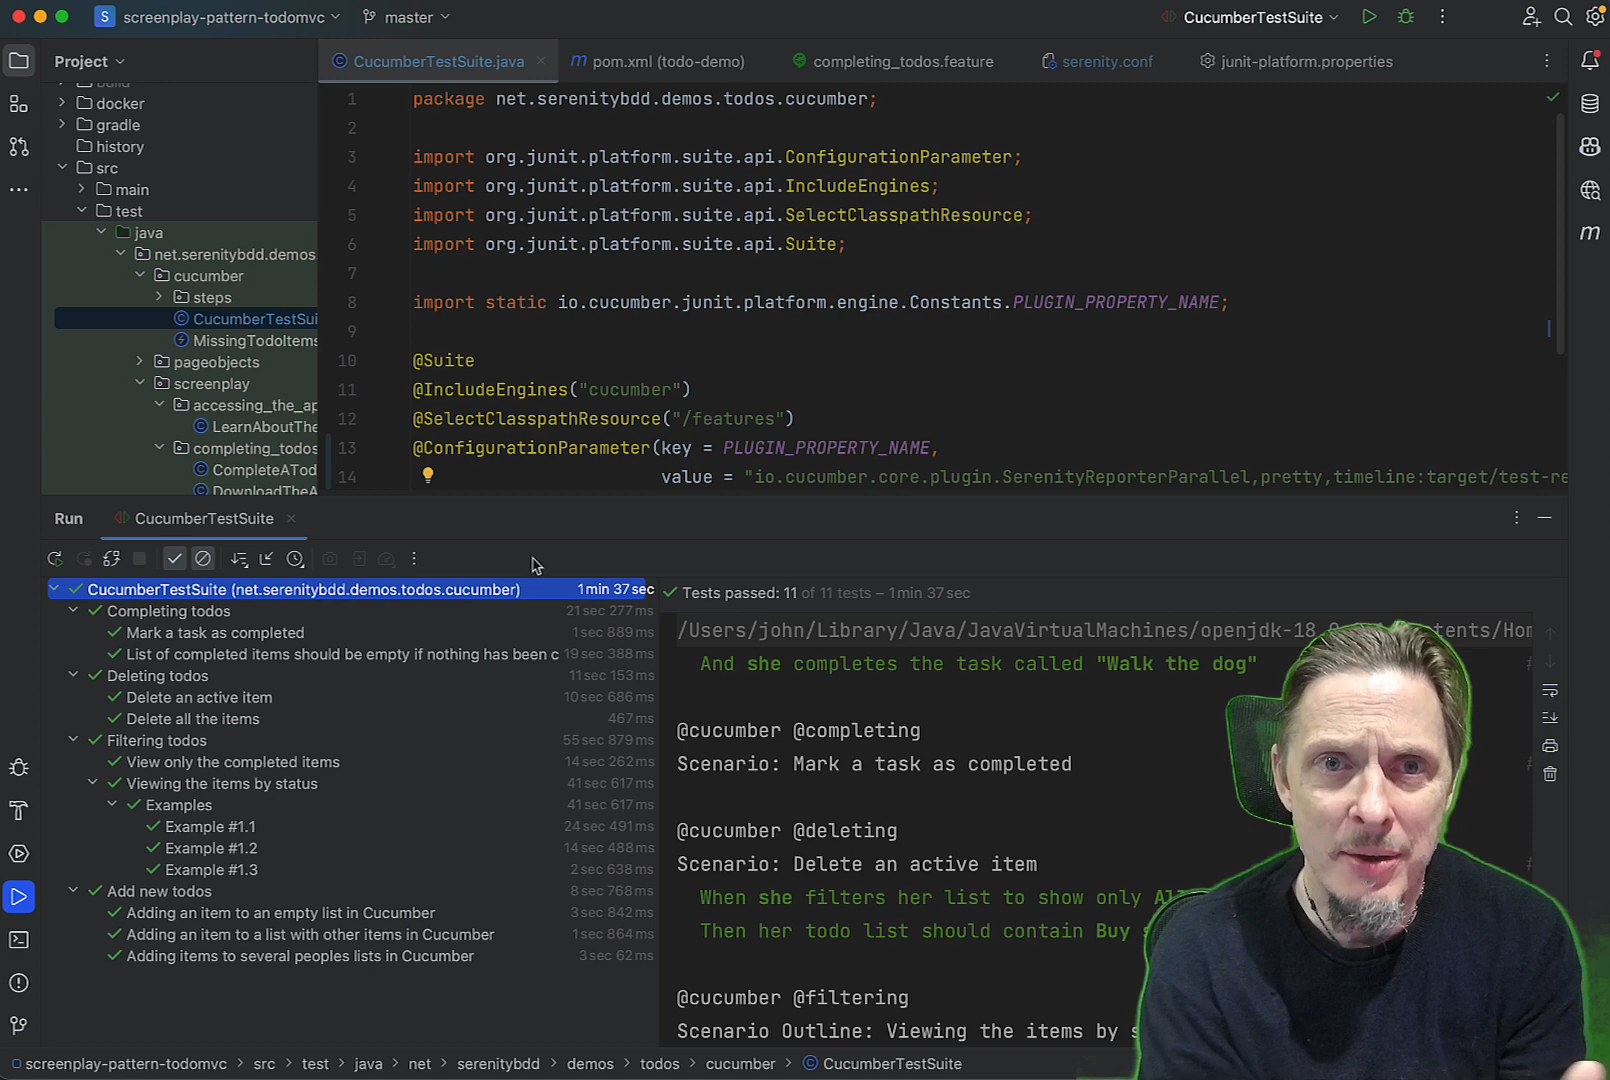 S screenplay-pattern-todomvc master CucumberTestSuite
Project
CucumberTestSuite.java
pom.xml (todo-demo)
completing_todos.feature
serenity.conf
junit-platform.properties
build
docker
gradle
history
src
main
test
java
net.serenitybdd.demos.
cucumber
steps
CucumberTestSui
MissingTodoItems
pageobjects
screenplay
accessing_the_ap
LearnAboutThe
completing_todos
CompleteATod
DownloadTheA
1 package net.serenitybdd.demos.todos.cucumber;
2
3 import org.junit.platform.suite.api.ConfigurationParameter;
4 import org.junit.platform.suite.api.IncludeEngines;
5 import org.junit.platform.suite.api.SelectClasspathResource;
6 import org.junit.platform.suite.api.Suite;
7
8 import static io.cucumber.junit.platform.engine.Constants.PLUGIN_PROPERTY_NAME;
9
10 @Suite
11 @IncludeEngines("cucumber")
12 @SelectClasspathResource("/features")
13 @ConfigurationParameter(key = PLUGIN_PROPERTY_NAME,
14 value = "io.cucumber.core.plugin.SerenityReporterParallel,pretty,timeline:target/test-re
Run CucumberTestSuite
CucumberTestSuite (net.serenitybdd.demos.todos.cucumber) 1 min 37 sec
Completing todos 21 sec 277 ms
Mark a task as completed 1 sec 889 ms
List of completed items should be empty if nothing has been c 19 sec 388 ms
Deleting todos 11 sec 153 ms
Delete an active item 10 sec 686 ms
Delete all the items 467 ms
Filtering todos 55 sec 879 ms
View only the completed items 14 sec 262 ms
Viewing the items by status 41 sec 617 ms
Examples 41 sec 617 ms
Example #1.1 24 sec 491 ms
Example #1.2 14 sec 488 ms
Example #1.3 2 sec 638 ms
Add new todos 8 sec 768 ms
Adding an item to an empty list in Cucumber 3 sec 842 ms
Adding an item to a list with other items in Cucumber 1 sec 864 ms
Adding items to several peoples lists in Cucumber 3 sec 62 ms
Tests passed: 11 of 11 tests – 1 min 37 sec
/Users/john/Library/Java/JavaVirtualMachines/openjdk-18
And she completes the task called "Walk the dog"
@cucumber @completing
Scenario: Mark a task as completed
@cucumber @deleting
Scenario: Delete an active item
When she filters her list to show only
Then her todo list should contain Buy
@cucumber @filtering
Scenario Outline: Viewing the items by
screenplay-pattern-todomvc > src > test > java > net > serenitybdd > demos > todos > cucumber > CucumberTestSuite